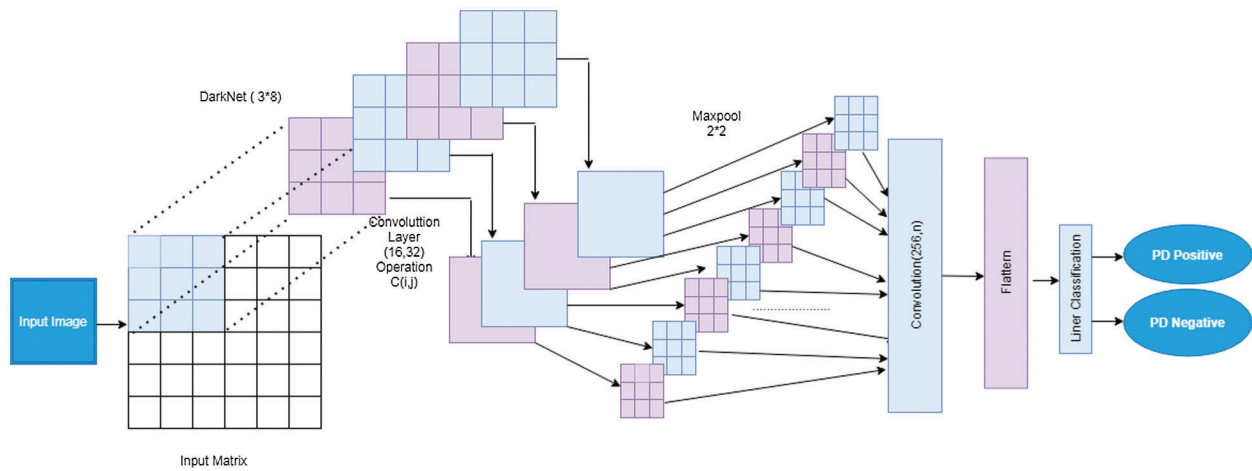 DarkNet ( 3*8)
Maxpool
2*2
Convoluttion
Layer
(16,32)
Operation
C(i,j)
Input Image
Input Matrix
Convolution(256,n)
Flattern
Liner Classification
PD Positive
PD Negative